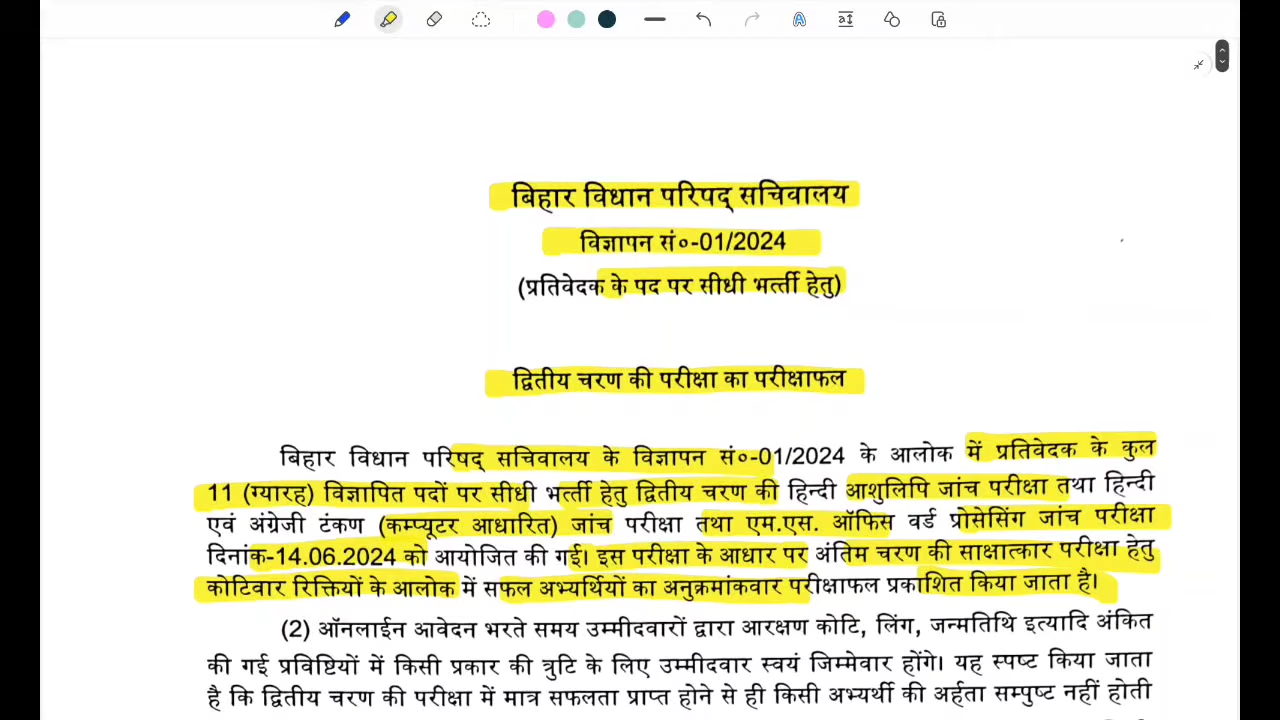 बिहार विधान परिषद् सचिवालय
विज्ञापन सं०-01/2024
(प्रतिवेदक के पद पर सीधी भर्त्ती हेतु)
द्वितीय चरण की परीक्षा का परीक्षाफल
बिहार विधान परिषद् सचिवालय के विज्ञापन सं०-01/2024 के आलोक में प्रतिवेदक के कुल
11 (ग्यारह) विज्ञापित पदों पर सीधी भर्त्ती हेतु द्वितीय चरण की हिन्दी आशुलिपि जांच परीक्षा तथा हिन्दी
एवं अंग्रेजी टंकण (कम्प्यूटर आधारित) जांच परीक्षा तथा एम.एस. ऑफिस वर्ड प्रोसेसिंग जांच परीक्षा
दिनांक-14.06.2024 को आयोजित की गई। इस परीक्षा के आधार पर अंतिम चरण की साक्षात्कार परीक्षा हेतु
कोटिवार रिक्तियों के आलोक में सफल अभ्यर्थियों का अनुक्रमांकवार परीक्षाफल प्रकाशित किया जाता है।
(2) ऑनलाईन आवेदन भरते समय उम्मीदवारों द्वारा आरक्षण कोटि, लिंग, जन्मतिथि इत्यादि अंकित
की गई प्रविष्टियों में किसी प्रकार की त्रुटि के लिए उम्मीदवार स्वयं जिम्मेवार होंगे। यह स्पष्ट किया जाता
है कि द्वितीय चरण की परीक्षा में मात्र सफलता प्राप्त होने से ही किसी अभ्यर्थी की अर्हता सम्पुष्ट नहीं होती